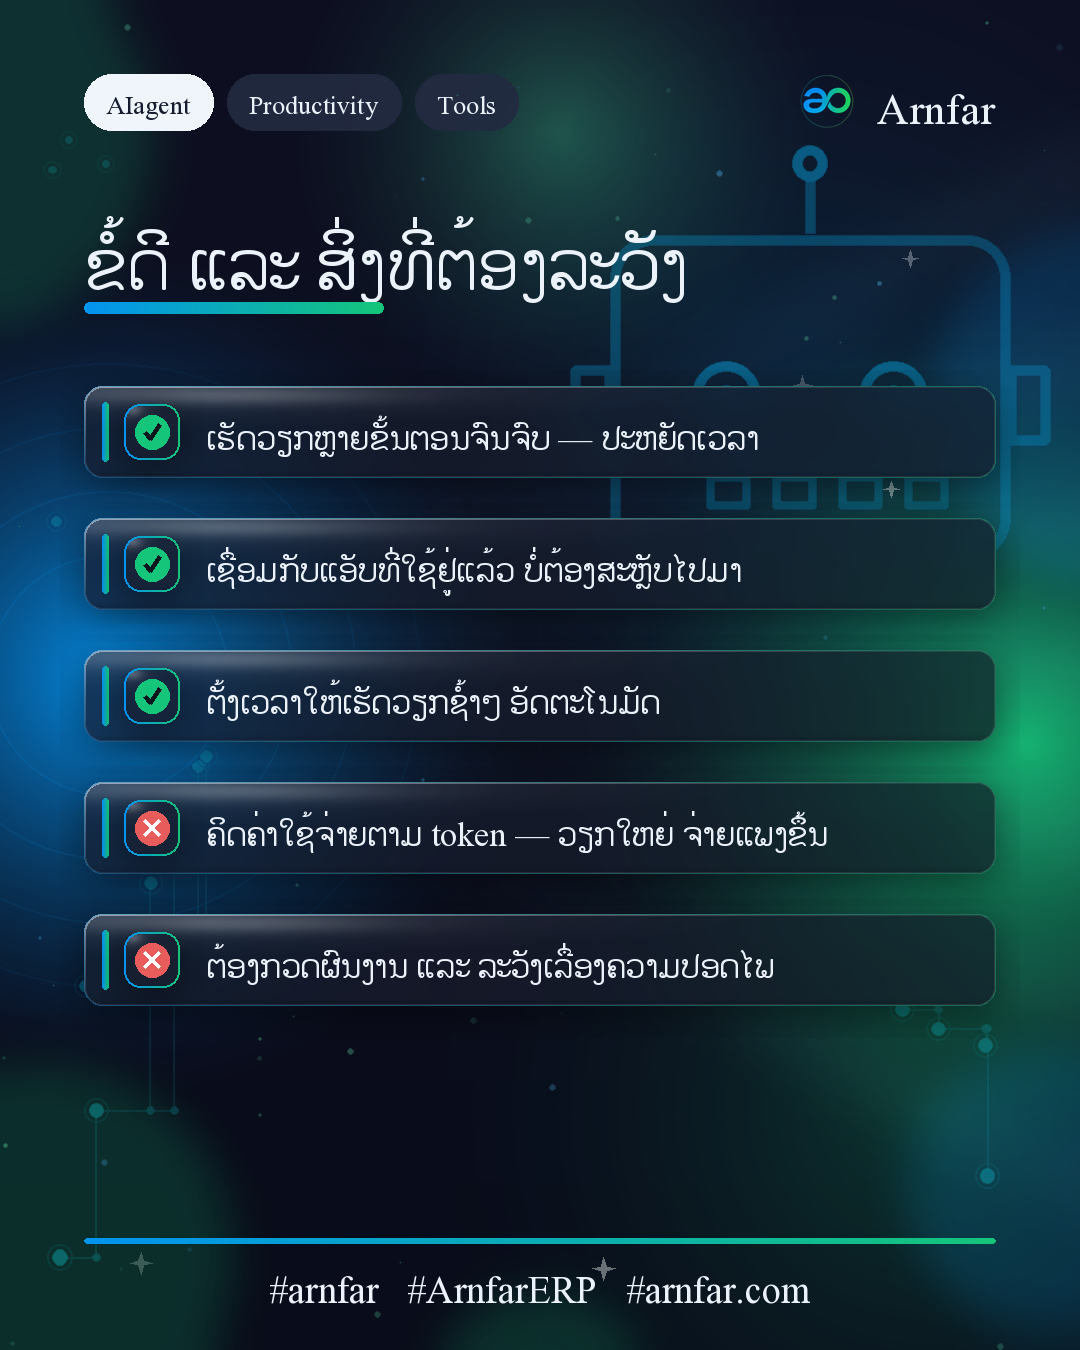 AIagent Productivity Tools
Arnfar
ຂໍ້ດີ ແລະ ສິ່ງທີ່ຕ້ອງລະວັງ
ເຮັດວຽກຫຼາຍຂັ້ນຕອນຈົນຈົບ — ປະຫຍັດເວລາ
ເຊື່ອມກັບແອັບທີ່ໃຊ້ຢູ່ແລ້ວ ບໍ່ຕ້ອງສະຫຼັບໄປມາ
ຕັ້ງເວລາໃຫ້ເຮັດວຽກຊ້ຳໆ ອັດຕະໂນມັດ
ຄິດຄ່າໃຊ້ຈ່າຍຕາມ token — ວຽກໃຫຍ່ ຈ່າຍແພງຂຶ້ນ
ຕ້ອງກວດຜົນງານ ແລະ ລະວັງເລື່ອງຄວາມປອດໄພ
#arnfar #ArnfarERP #arnfar.com